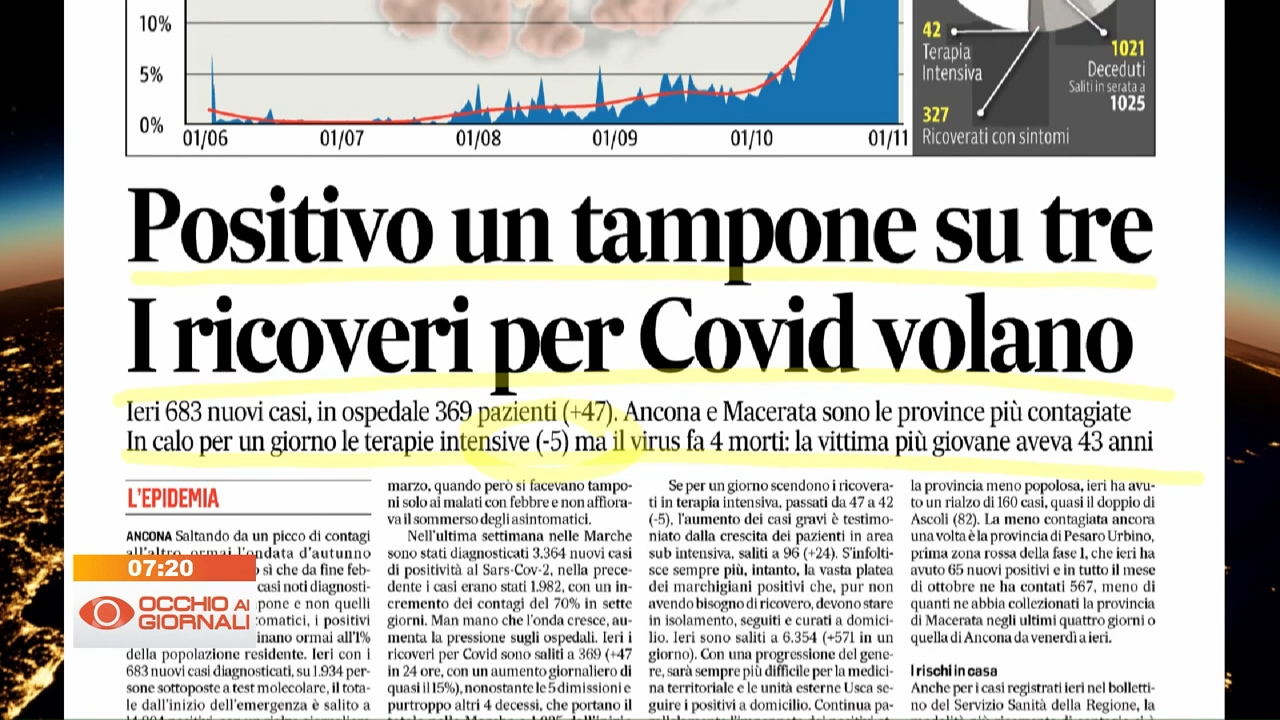 10%
5%
0%
01/06 01/07 01/08 01/09 01/10 01/11
42
Terapia
Intensiva
327
Ricoverati con sintomi
1021
Deceduti
Saliti in serata a
1025
Positivo un tampone su tre
I ricoveri per Covid volano
Ieri 683 nuovi casi, in ospedale 369 pazienti (+47). Ancona e Macerata sono le province più contagiate
In calo per un giorno le terapie intensive (-5) ma il virus fa 4 morti: la vittima più giovane aveva 43 anni
L'EPIDEMIA
ANCONA Saltando da un picco di contagi
all'altro, ormai l'ondata d'autunno
sì che da fine feb-
casi noti diagnosti-
pone e non quelli
tomatici, i positivi
inano ormai all'1%
della popolazione residente. Ieri con i
683 nuovi casi diagnosticati, su 1.934 per-
sone sottoposte a test molecolare, il tota-
le dall'inizio dell'emergenza è salito a
marzo, quando però si facevano tampo-
ni solo ai malati con febbre e non affiora-
va il sommerso degli asintomatici.
Nell'ultima settimana nelle Marche
sono stati diagnosticati 3.364 nuovi casi
di positività al Sars-Cov-2, nella prece-
dente i casi erano stati 1.982, con un in-
cremento dei contagi del 70% in sette
giorni. Man mano che l'onda cresce, au-
menta la pressione sugli ospedali. Ieri i
ricoveri per Covid sono saliti a 369 (+47
in 24 ore, con un aumento giornaliero di
quasi il 15%), nonostante le 5 dimissioni e
purtroppo altri 4 decessi, che portano il
Se per un giorno scendono i ricovera-
ti in terapia intensiva, passati da 47 a 42
(-5), l'aumento dei casi gravi è testimo-
niato dalla crescita dei pazienti in area
sub intensiva, saliti a 96 (+24). S'infolti-
sce sempre più, intanto, la vasta platea
dei marchigiani positivi che, pur non
avendo bisogno di ricovero, devono stare
in isolamento, seguiti e curati a domici-
lio. Ieri sono saliti a 6.354 (+571 in un
giorno). Con una progressione del gene-
re, sarà sempre più difficile per la medici-
na territoriale e le unità esterne Usca se-
guire i positivi a domicilio. Continua pa-
la provincia meno popolosa, ieri ha avu-
to un rialzo di 160 casi, quasi il doppio di
Ascoli (82). La meno contagiata ancora
una volta è la provincia di Pesaro Urbino,
prima zona rossa della fase 1, che ieri ha
avuto 65 nuovi positivi e in tutto il mese
di ottobre ne ha contati 567, meno di
quanti ne abbia collezionati la provincia
di Macerata negli ultimi quattro giorni o
quella di Ancona da venerdì a ieri.
I rischi in casa
Anche per i casi registrati ieri nel bolletti-
no del Servizio Sanità della Regione, la
07:20
OCCHIO AI
GIORNALI